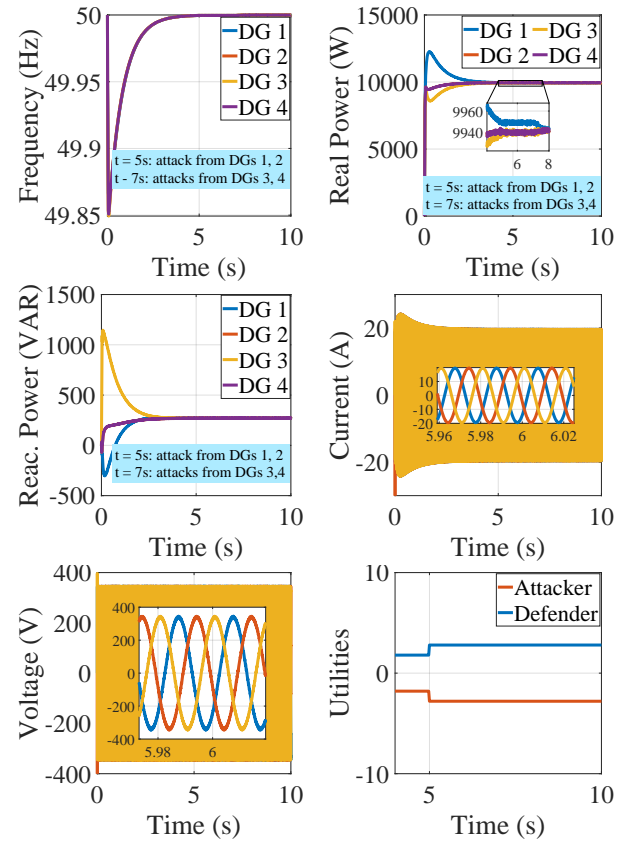 50
49.95
49.9
49.85
Frequency (Hz)
DG 1
DG 2
DG 3
DG 4
t = 5s: attack from DGs 1, 2
t - 7s: attacks from DGs 3, 4
0
5
10
Time (s)
15000
10000
5000
0
Real Power (W)
DG 1
DG 3
DG 2
DG 4
9960
9940
6
8
t = 5s: attack from DGs 1, 2
t = 7s: attacks from DGs 3,4
0
5
10
Time (s)
1500
1000
500
0
-500
Reac. Power (VAR)
DG 1
DG 2
DG 3
DG 4
t = 5s: attack from DGs 1, 2
t = 7s: attacks from DGs 3,4
0
5
10
Time (s)
20
0
-20
Current (A)
10
0
-10
-20
5.96
5.98
6
6.02
0
5
10
Time (s)
400
200
0
-200
-400
Voltage (V)
400
200
0
-200
-400
5.98
6
0
5
10
Time (s)
10
0
-10
Utilities
Attacker
Defender
5
10
Time (s)